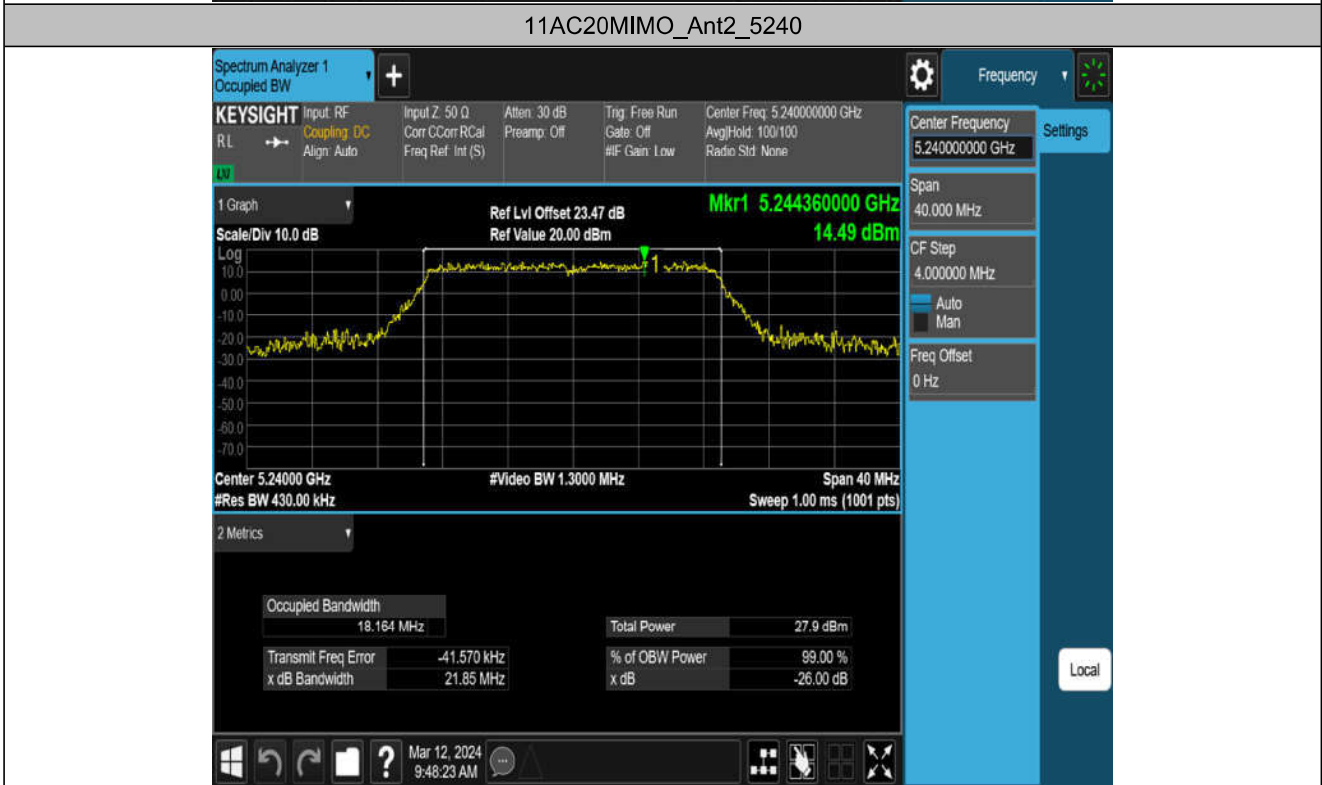 11AC20MIMO_Ant2_5240
Spectrum Analyzer 1
Occupied BW
+
Frequency
KEYSIGHT
RL
LXI
Input: RF
Coupling: DC
Align: Auto
Input Z: 50 Ω
Corr CCorr RCal
Freq Ref: Int (S)
Atten: 30 dB
Preamp: Off
Trig: Free Run
Gate: Off
#IF Gain: Low
Center Freq: 5.240000000 GHz
Avg|Hold: 100/100
Radio Std: None
Center Frequency
5.240000000 GHz
Settings
Span
40.000 MHz
CF Step
4.000000 MHz
Auto
Man
Freq Offset
0 Hz
Local
1 Graph
Scale/Div 10.0 dB
Ref Lvl Offset 23.47 dB
Ref Value 20.00 dBm
Mkr1 5.244360000 GHz
14.49 dBm
Log
10.0
0.00
-10.0
-20.0
-30.0
-40.0
-50.0
-60.0
-70.0
1
Center 5.24000 GHz
#Video BW 1.3000 MHz
Span 40 MHz
#Res BW 430.00 kHz
Sweep 1.00 ms (1001 pts)
2 Metrics
Occupied Bandwidth
18.164 MHz
Total Power 27.9 dBm
Transmit Freq Error -41.570 kHz
% of OBW Power 99.00 %
x dB Bandwidth 21.85 MHz
x dB -26.00 dB
?
Mar 12, 2024
9:48:23 AM